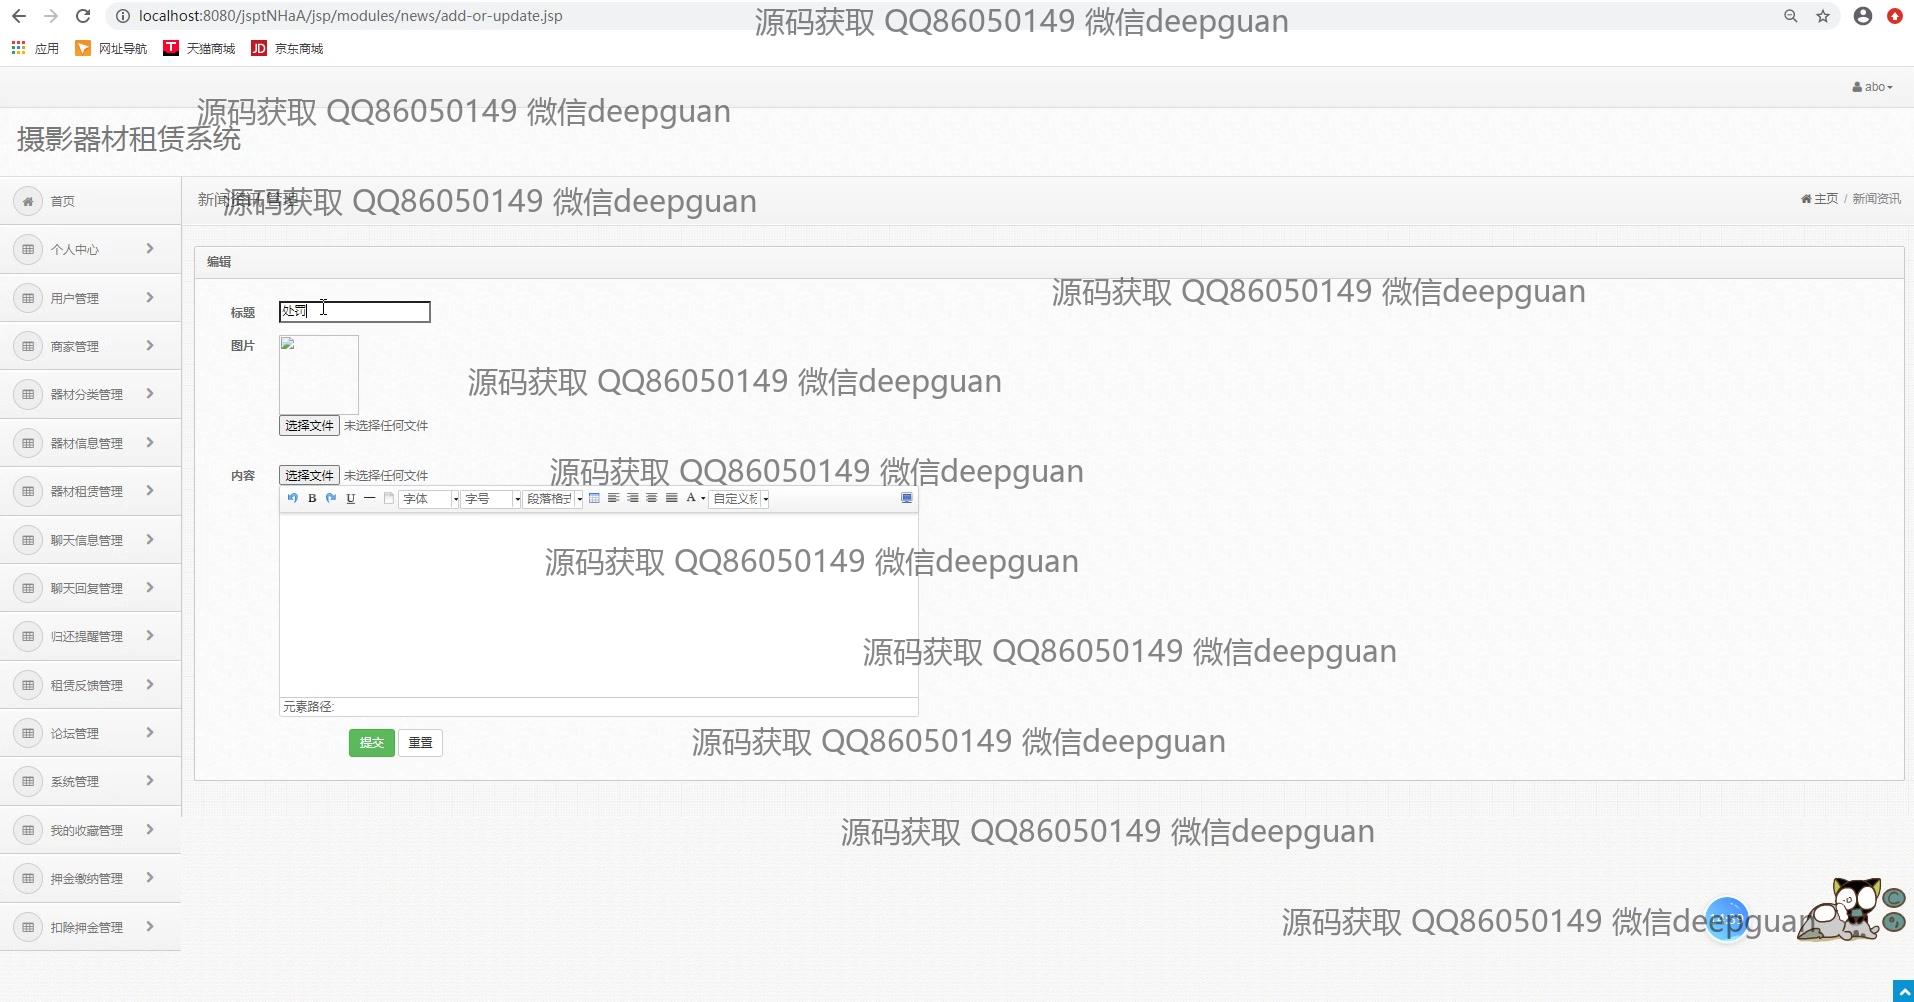 localhost:8080/jsptNHaA/jsp/modules/news/add-or-update.jsp
源码获取 QQ86050149 微信deepguan
应用 网址导航 天猫商城 JD 京东商城
abo
源码获取 QQ86050149 微信deepguan
摄影器材租赁系统
源码获取 QQ86050149 微信deepguan
首页
主页 / 新闻资讯
个人中心
编辑
源码获取 QQ86050149 微信deepguan
用户管理
标题 处罚
商家管理
图片
源码获取 QQ86050149 微信deepguan
器材分类管理
选择文件 未选择任何文件
器材信息管理
源码获取 QQ86050149 微信deepguan
内容 选择文件 未选择任何文件
器材租赁管理
B U 字体 字号 段落格式 A 自定义标
聊天信息管理
源码获取 QQ86050149 微信deepguan
聊天回复管理
归还提醒管理
源码获取 QQ86050149 微信deepguan
租赁反馈管理
元素路径:
论坛管理
提交 重置
源码获取 QQ86050149 微信deepguan
系统管理
我的收藏管理
源码获取 QQ86050149 微信deepguan
押金缴纳管理
扣除押金管理
源码获取 QQ86050149 微信deepguan